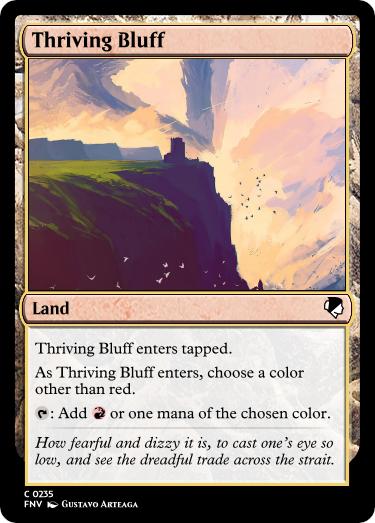 Thriving Bluff
Land
Thriving Bluff enters tapped.
As Thriving Bluff enters, choose a color
other than red.
: Add or one mana of the chosen color.
How fearful and dizzy it is, to cast one's eye so
low, and see the dreadful trade across the strait.
C 0235
FNV Gustavo Arteaga